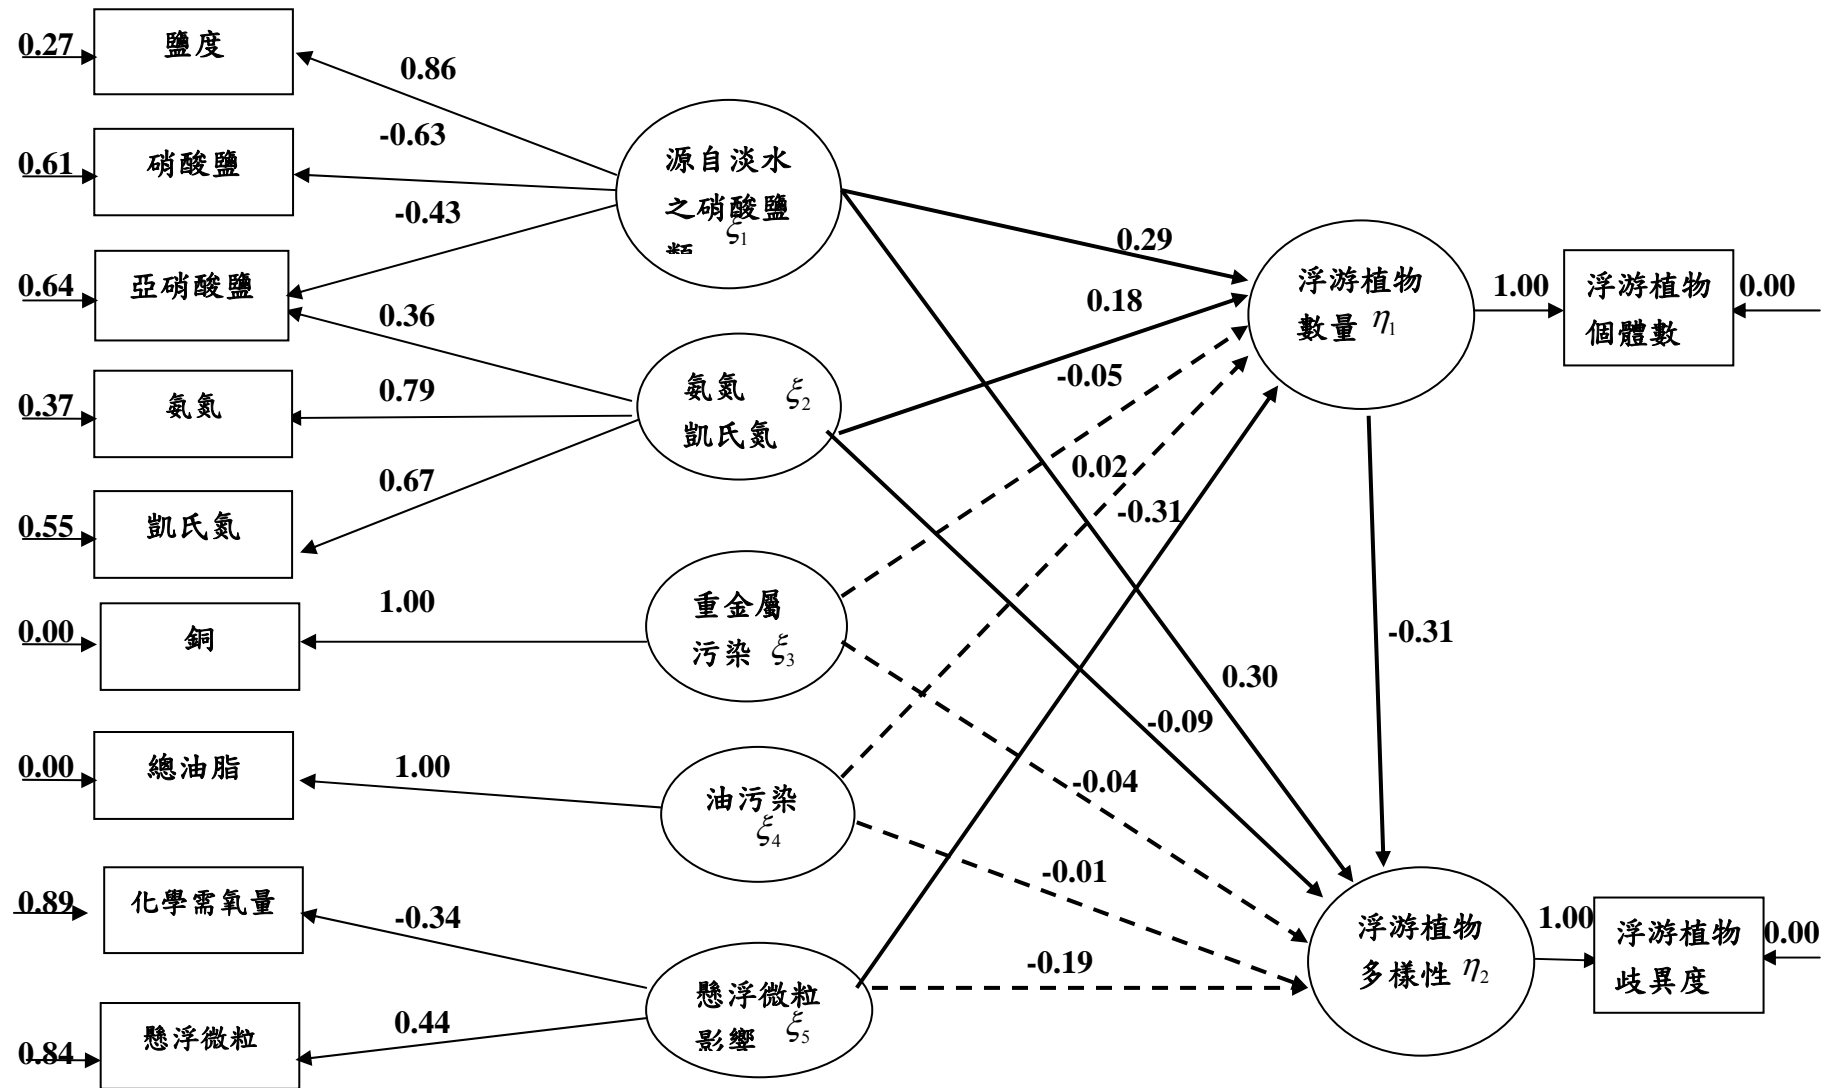 0.27
鹽度
0.86
-0.63
0.61
硝酸鹽
-0.43
源自淡水
之硝酸鹽
類 ξ1
0.64
亞硝酸鹽
0.36
0.37
氨氮
0.79
氨氮 ξ2
凱氏氮
0.55
凱氏氮
0.67
0.00
銅
1.00
重金屬
污染 ξ3
0.00
總油脂
1.00
油污染
ξ4
0.89
化學需氧量
-0.34
0.84
懸浮微粒
0.44
懸浮微粒
影響 ξ5
0.29
0.18
-0.05
0.02
-0.31
0.30
-0.09
-0.04
-0.01
-0.19
-0.31
浮游植物
數量 η1
1.00
浮游植物
個體數
0.00
浮游植物
多樣性 η2
1.00
浮游植物
歧異度
0.00